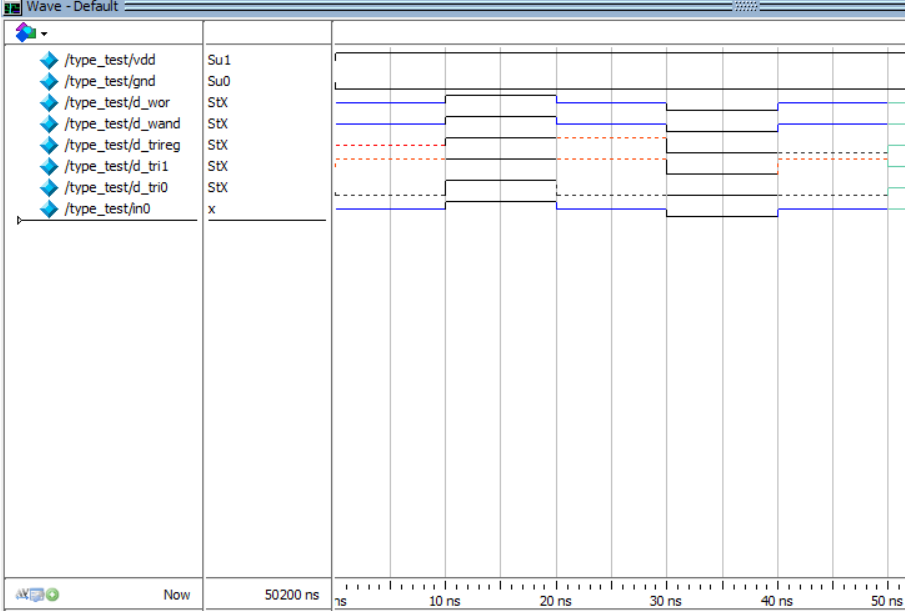 Wave - Default
/type_test/vdd Su1
/type_test/gnd Su0
/type_test/d_wor StX
/type_test/d_wand StX
/type_test/d_trireg StX
/type_test/d_tri1 StX
/type_test/d_tri0 StX
/type_test/in0 x
Now 50200 ns ns 10 ns 20 ns 30 ns 40 ns 50 ns